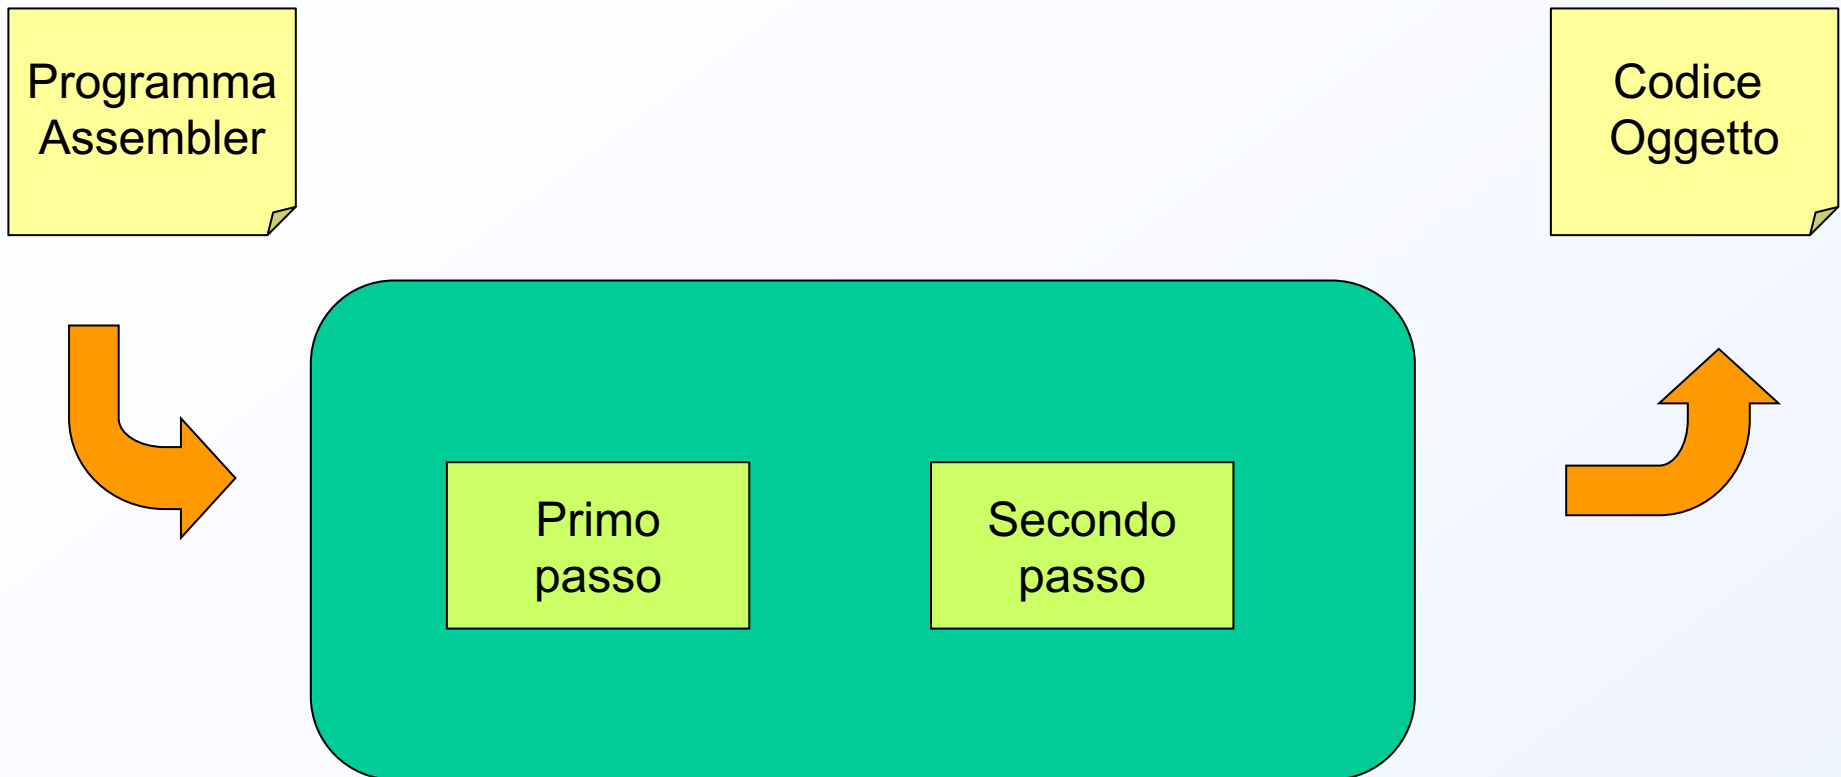 Programma
Assembler
Codice
Oggetto
Primo
passo
Secondo
passo